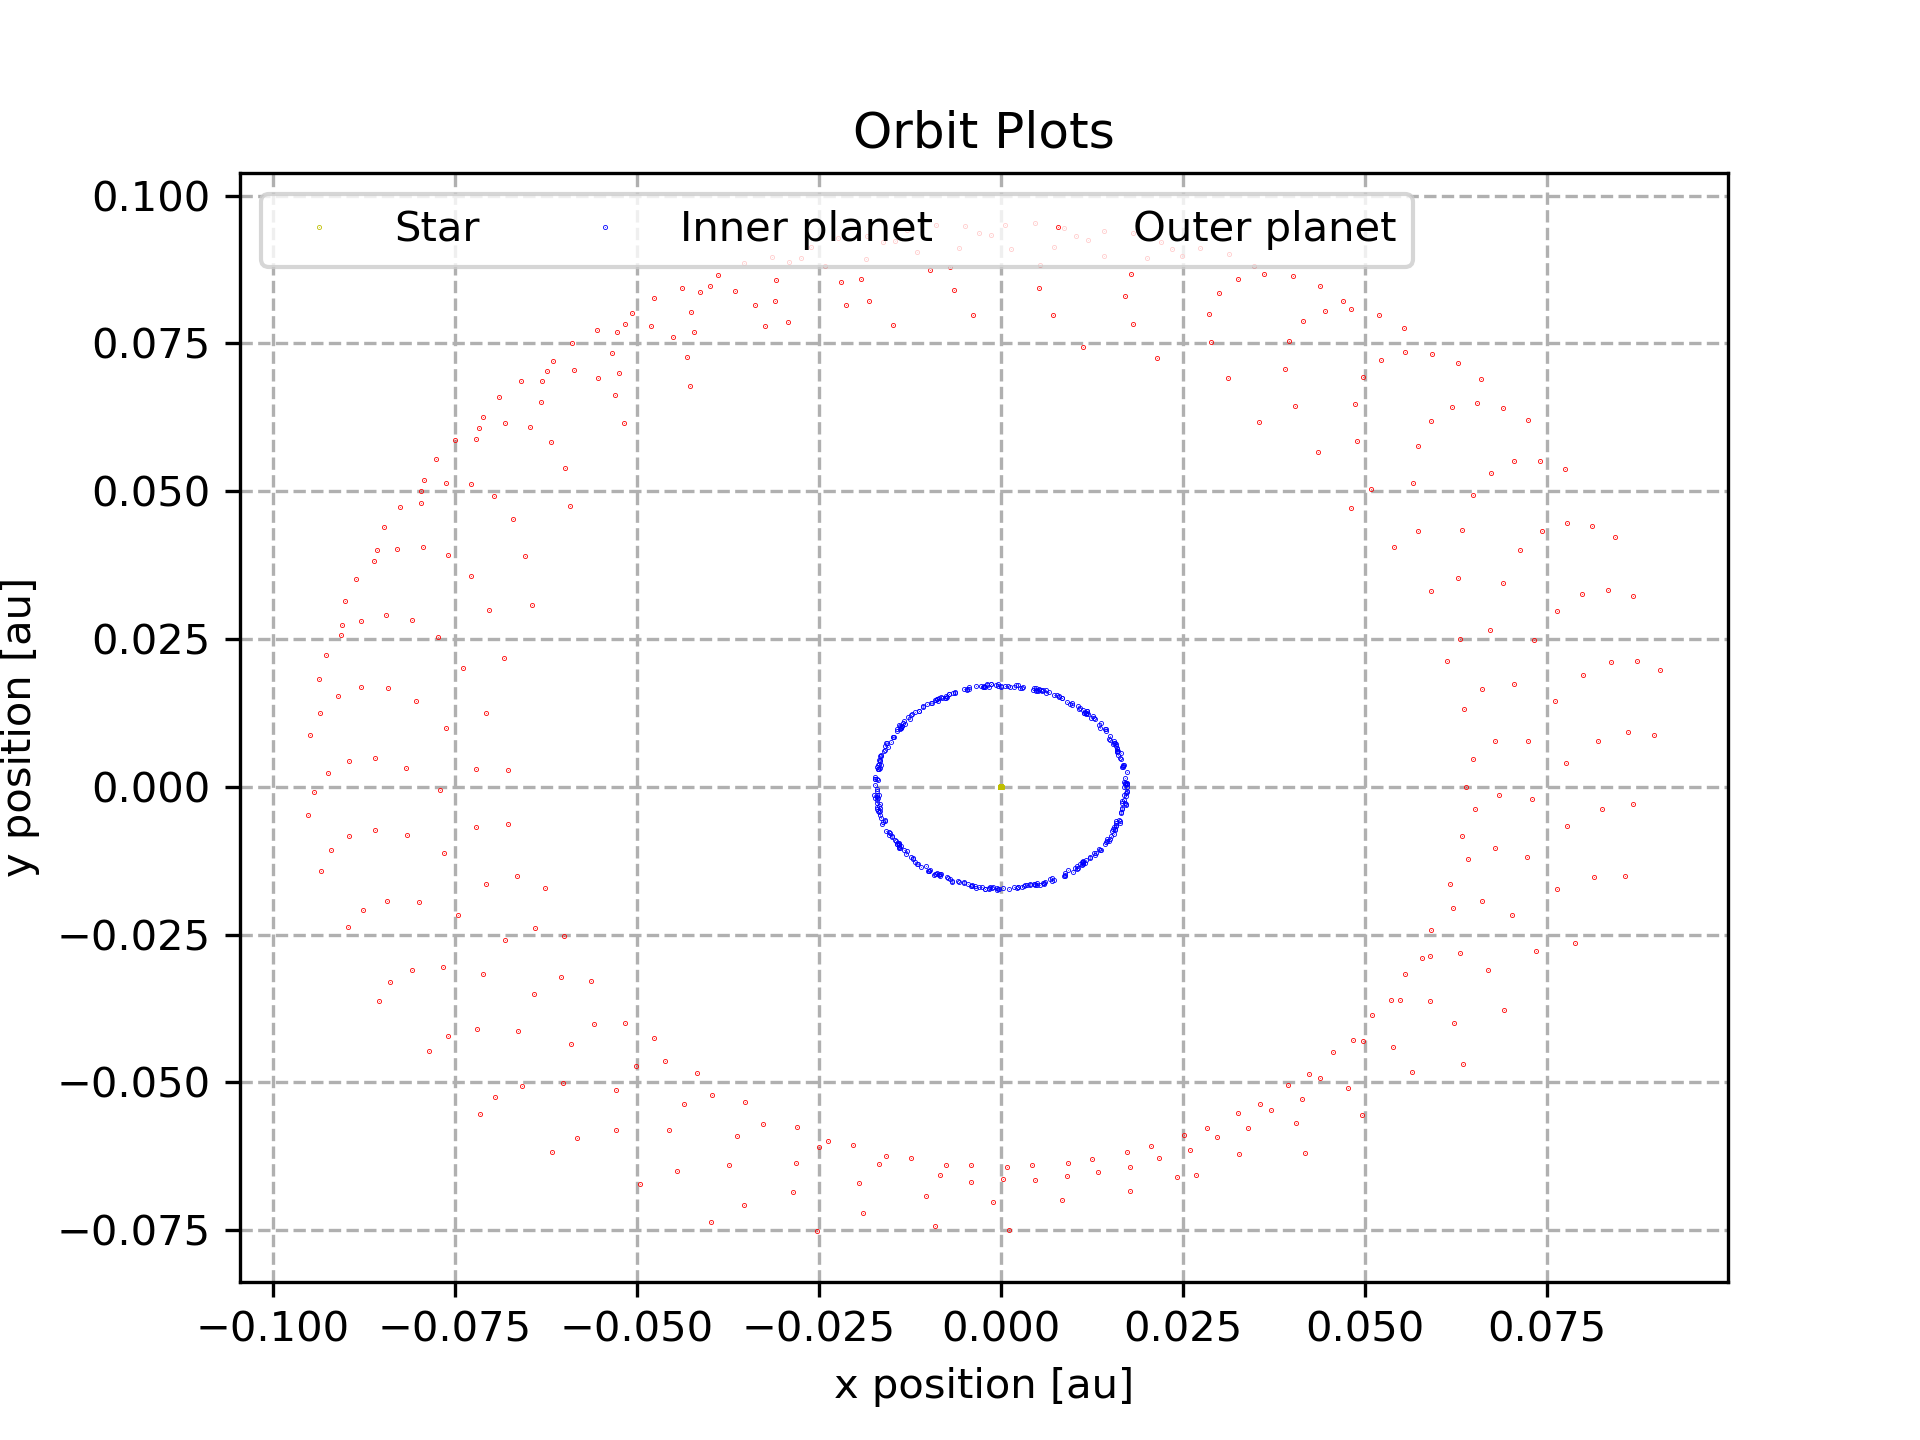 Orbit Plots
Star Inner planet Outer planet
0.100
0.075
0.050
0.025
0.000
−0.025
−0.050
−0.075
y position [au]
−0.100 −0.075 −0.050 −0.025 0.000 0.025 0.050 0.075
x position [au]